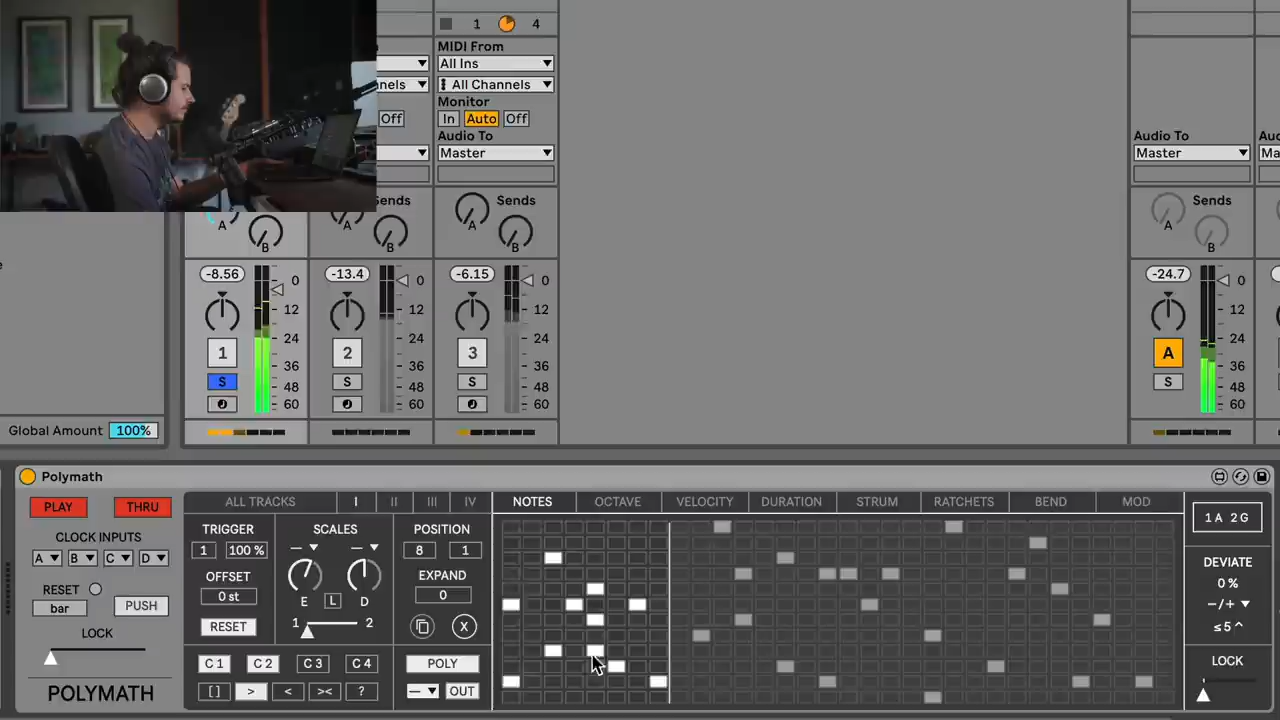 1 4
MIDI From
All Ins
nels All Channels
Monitor
Off In Auto Off
Audio To Audio To
Master Master
Sends Sends Sends
A B A B A B A B
-8.56 -13.4 -6.15 -24.7
0 0 0 0
12 12 12 12
24 24 24 24
1 2 3 A
36 36 36 36
S S S S
48 48 48 48
60 60 60 60
Global Amount 100%
Polymath
PLAY THRU
ALL TRACKS I II III IV
NOTES OCTAVE VELOCITY DURATION STRUM RATCHETS BEND MOD
1A 2G
CLOCK INPUTS
A B C D
RESET
bar
PUSH
LOCK
POLYMATH
TRIGGER
1 100 %
OFFSET
0 st
RESET
SCALES
E L D
1 2
POSITION
8 1
EXPAND
0
X
C 1 C 2 C 3 C 4
[ ] > < >< ?
POLY
OUT
DEVIATE
0 %
–/+
≤ 5 ^
LOCK